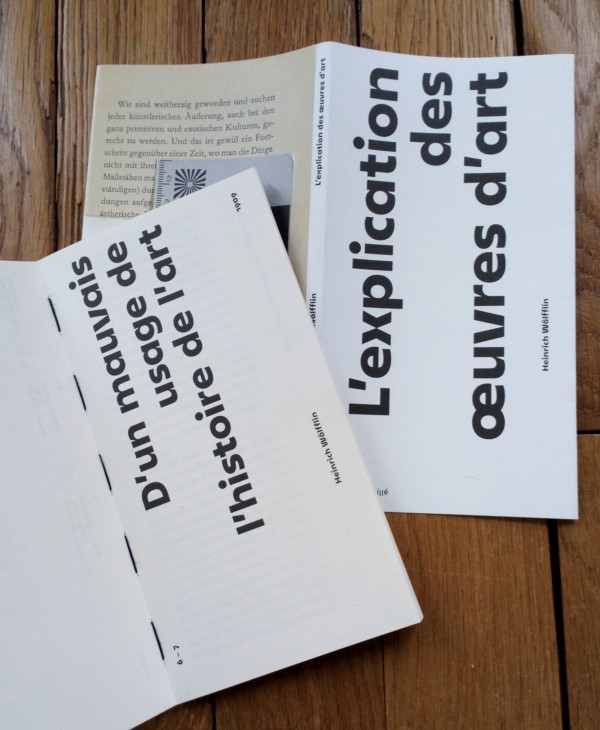 Wir sind weitherzig geworden und suchen
jeder künstlerischen Äußerung, auch bei den
ganz primitiven und exotischen Kulturen, ge-
recht zu werden. Und das ist gewiß ein Fort-
schritt gegenüber einer Zeit, wo man die Dinge
nicht mit ihren
Maßstäben
ständigen)
dungen
ästherische
L'explication des œuvres d'art
Wölfflin
L'explication
des
œuvres d'art
Heinrich Wölfflin
D'un mauvais
usage de
l'histoire de l'art
Heinrich Wölfflin
1909
6 – 7